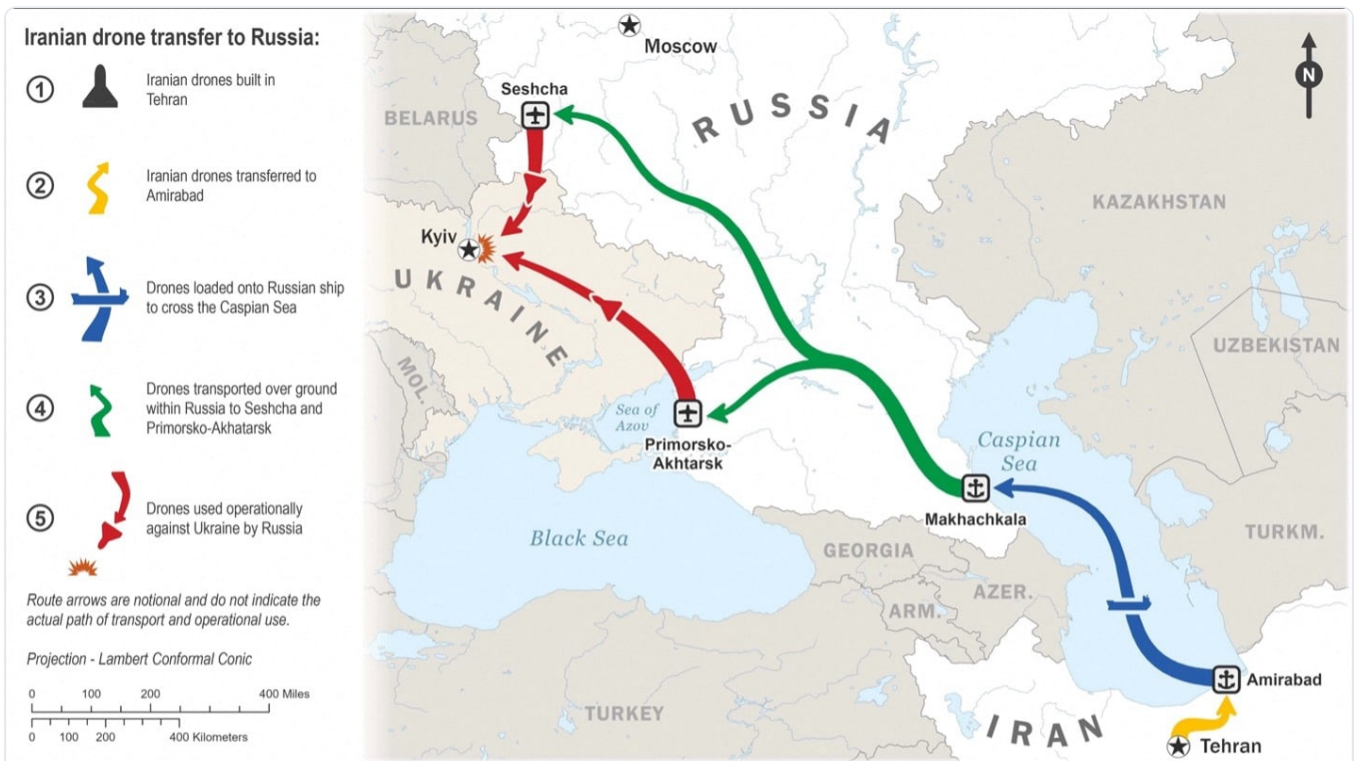 Iranian drone transfer to Russia:
1
Iranian drones built in
Tehran
2
Iranian drones transferred to
Amirabad
3
Drones loaded onto Russian ship
to cross the Caspian Sea
4
Drones transported over ground
within Russia to Seshcha and
Primorsko-Akhatarsk
5
Drones used operationally
against Ukraine by Russia
Route arrows are notional and do not indicate the
actual path of transport and operational use.
Projection - Lambert Conformal Conic
0 100 200 400 Miles
0 100 200 400 Kilometers
Moscow
N
Seshcha
BELARUS
RUSSIA
KAZAKHSTAN
Kyiv
UKRAINE
UZBEKISTAN
MOL.
Sea of
Azov
Primorsko-
Akhtarsk
Caspian
Sea
Makhachkala
Black Sea
GEORGIA
TURKM.
AZER.
ARM.
Amirabad
TURKEY
IRAN
Tehran